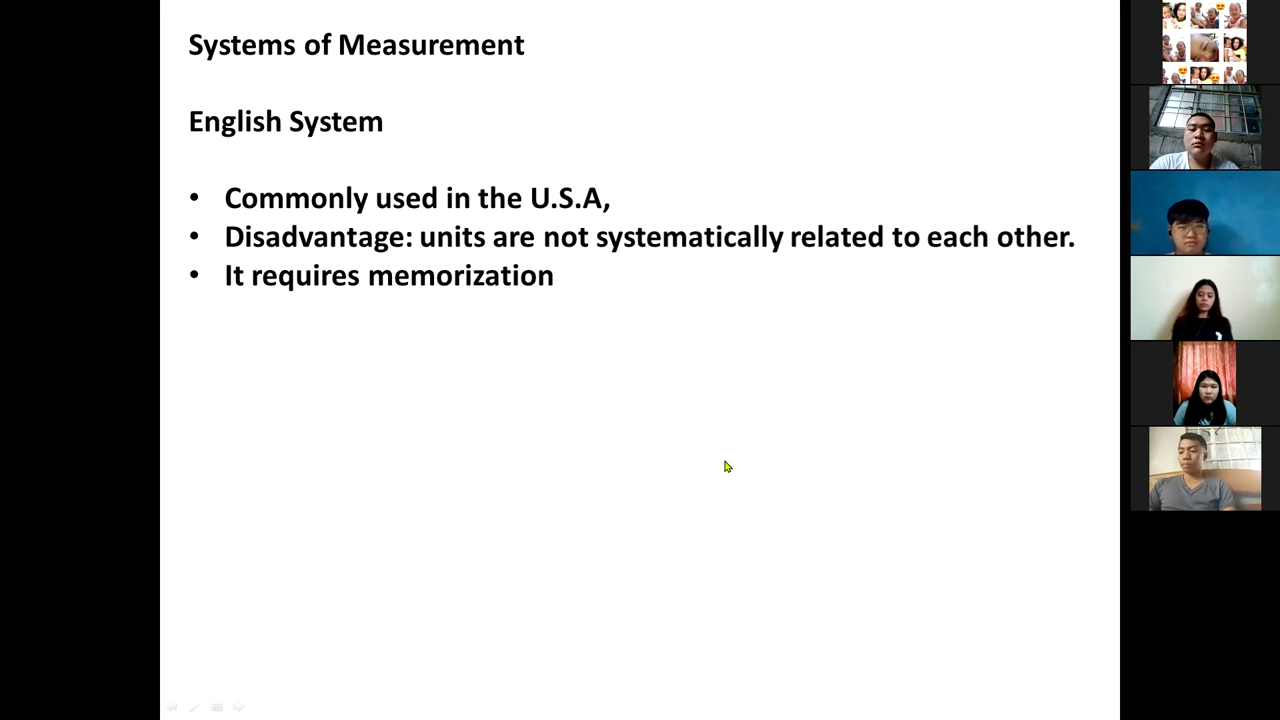 Systems of Measurement
English System
• Commonly used in the U.S.A,
• Disadvantage: units are not systematically related to each other.
• It requires memorization